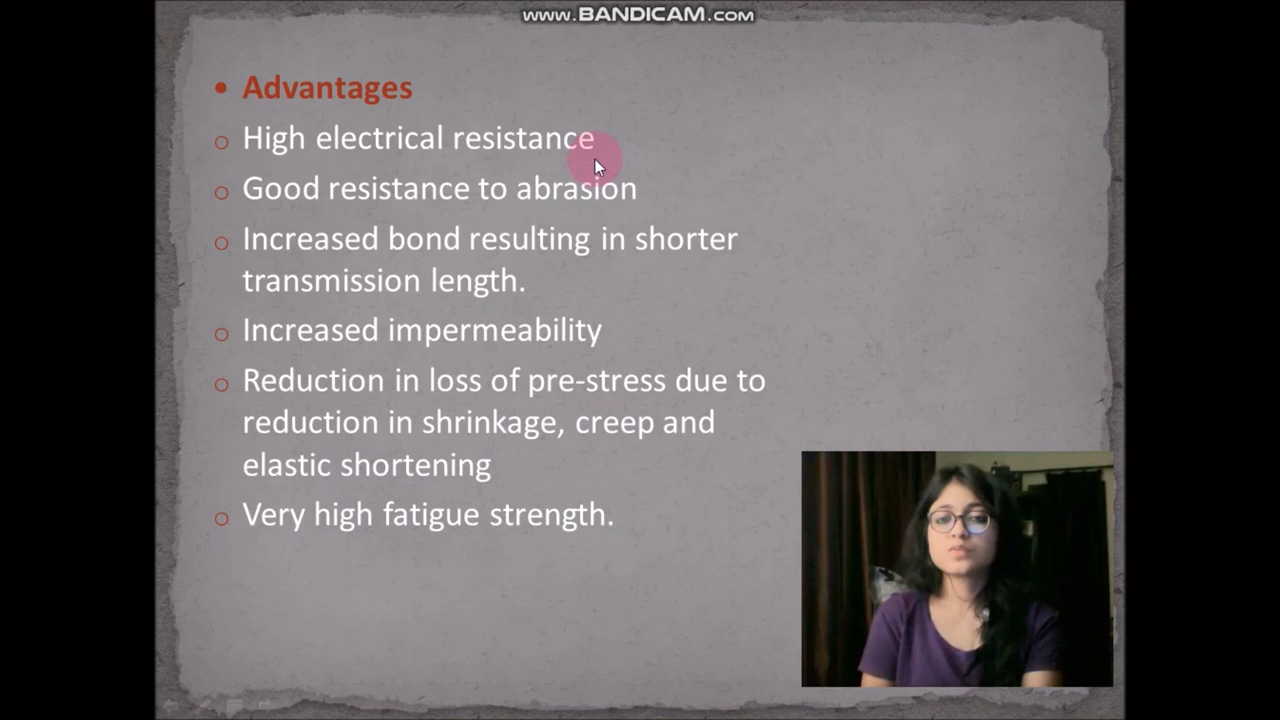 www.BANDICAM.com
• Advantages
o High electrical resistance
o Good resistance to abrasion
o Increased bond resulting in shorter
transmission length.
o Increased impermeability
o Reduction in loss of pre-stress due to
reduction in shrinkage, creep and
elastic shortening
o Very high fatigue strength.